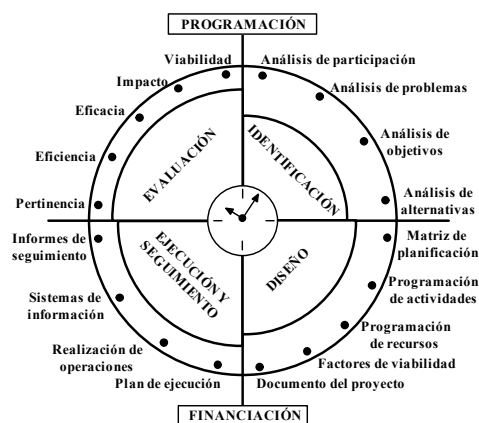 PROGRAMACIÓN
Viabilidad
Impacto
Eficacia
Eficiencia
Pertinencia
Análisis de participación
Análisis de problemas
Análisis de
objetivos
Análisis de
alternativas
EVALUACIÓN
IDENTIFICACIÓN
EJECUCIÓN Y
SEGUIMIENTO
DISEÑO
Informes de
seguimiento
Sistemas de
información
Realización de
operaciones
Plan de ejecución
Matriz de
planificación
Programación
de actividades
Programación
de recursos
Factores de viabilidad
Documento del proyecto
FINANCIACIÓN